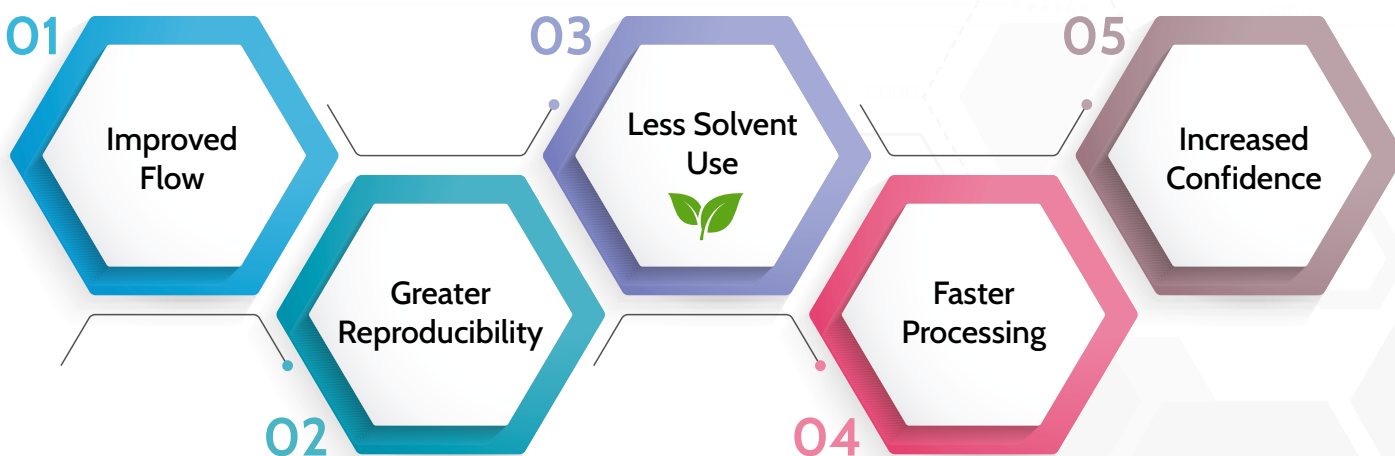 01
Improved
Flow
02
Greater
Reproducibility
03
Less Solvent
Use
04
Faster
Processing
05
Increased
Confidence